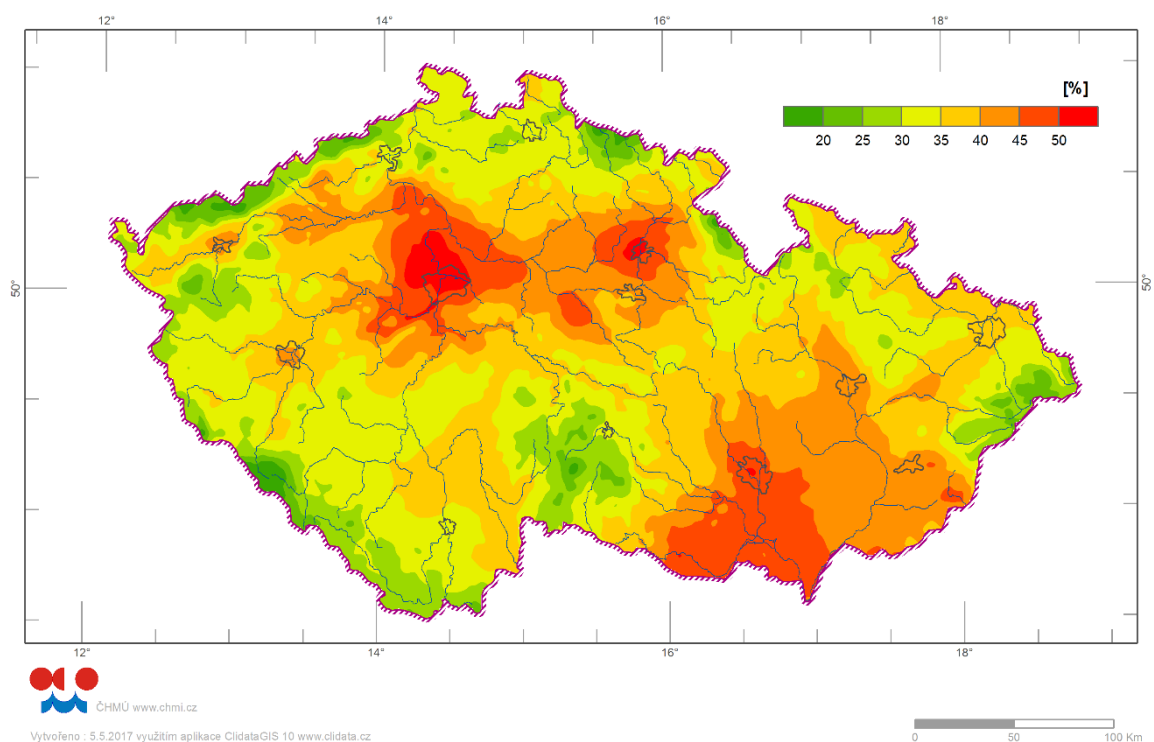 12° 14° 16° 18°
[%]
20 25 30 35 40 45 50
50° 50°
12° 14° 16° 18°
ČHMÚ www.chmi.cz
Vytvořeno : 5.5.2017 využitím aplikace ClidataGIS 10 www.clidata.cz
0 50 100 Km